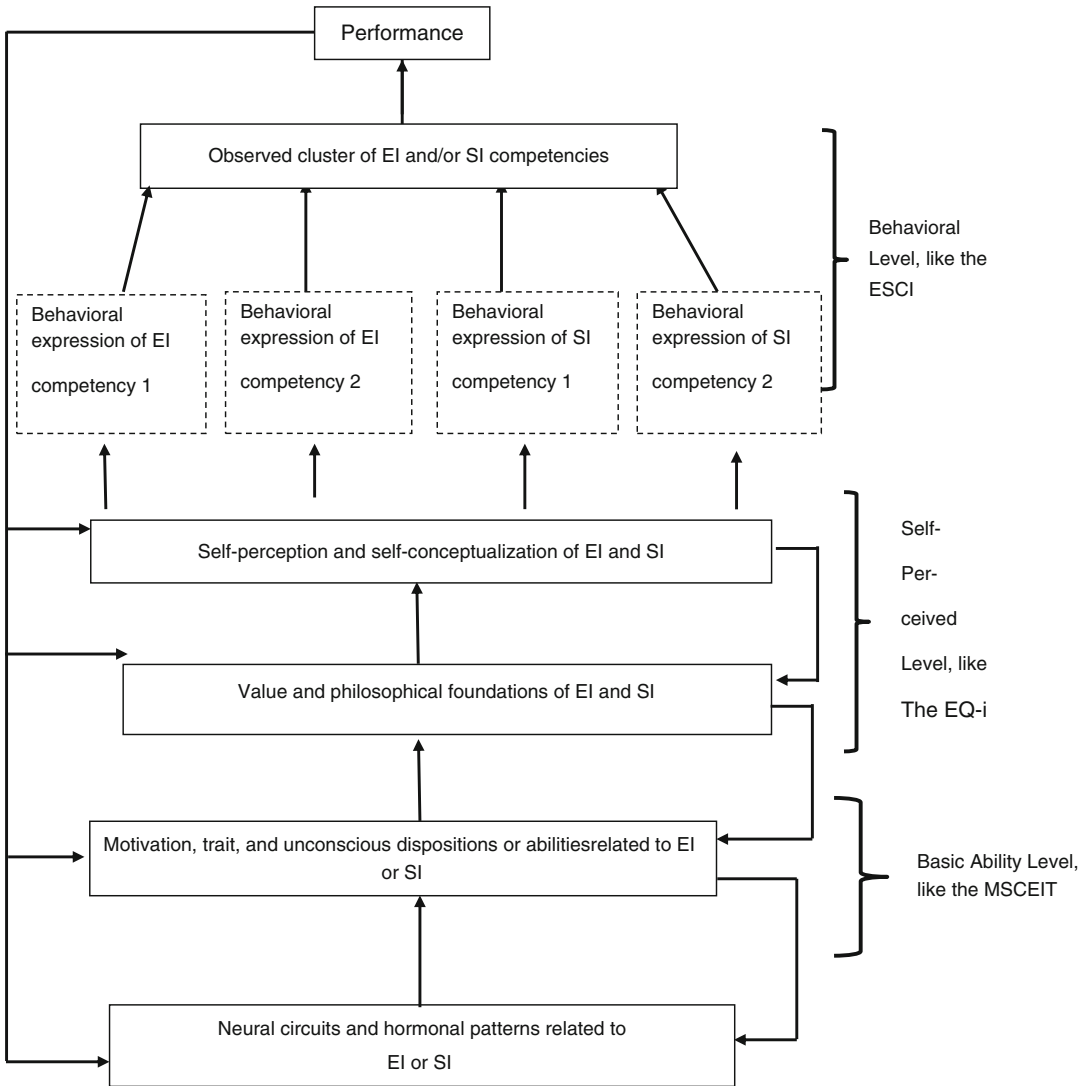 Performance
Observed cluster of EI and/or SI competencies
Behavioral
Level, like the
ESCI
Behavioral
expression of EI
competency 1
Behavioral
expression of EI
competency 2
Behavioral
expression of SI
competency 1
Behavioral
expression of SI
competency 2
Self-perception and self-conceptualization of EI and SI
Self-
Per-
ceived
Level, like
The EQ-i
Value and philosophical foundations of EI and SI
Motivation, trait, and unconscious dispositions or abilitiesrelated to EI
or SI
Basic Ability Level,
like the MSCEIT
Neural circuits and hormonal patterns related to
EI or SI